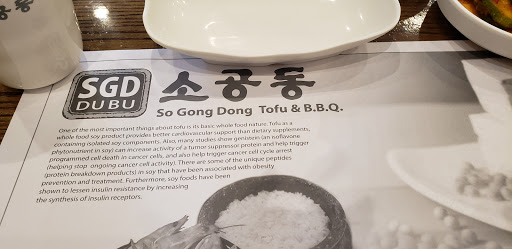 소공동
SGD
DUBU
소공동
So Gong Dong Tofu & B.B.Q.
One of the most important things about tofu is its basic whole food nature. Tofu as a
whole food soy product provides better cardiovascular support than dietary supplements,
containing isolated soy components. Also, many studies show genistein (an isoflavone
phytonutrient in soy) can increase activity of a tumor suppressor protein and help trigger
programmed cell death in cancer cells, and also help trigger cancer cell cycle arrest
(helping stop ongoing cancer cell activity). There are some of the unique peptides
(protein breakdown products) in soy that have been associated with obesity
prevention and treatment. Furthermore, soy foods have been
shown to lessen insulin resistance by increasing
the synthesis of insulin receptors.